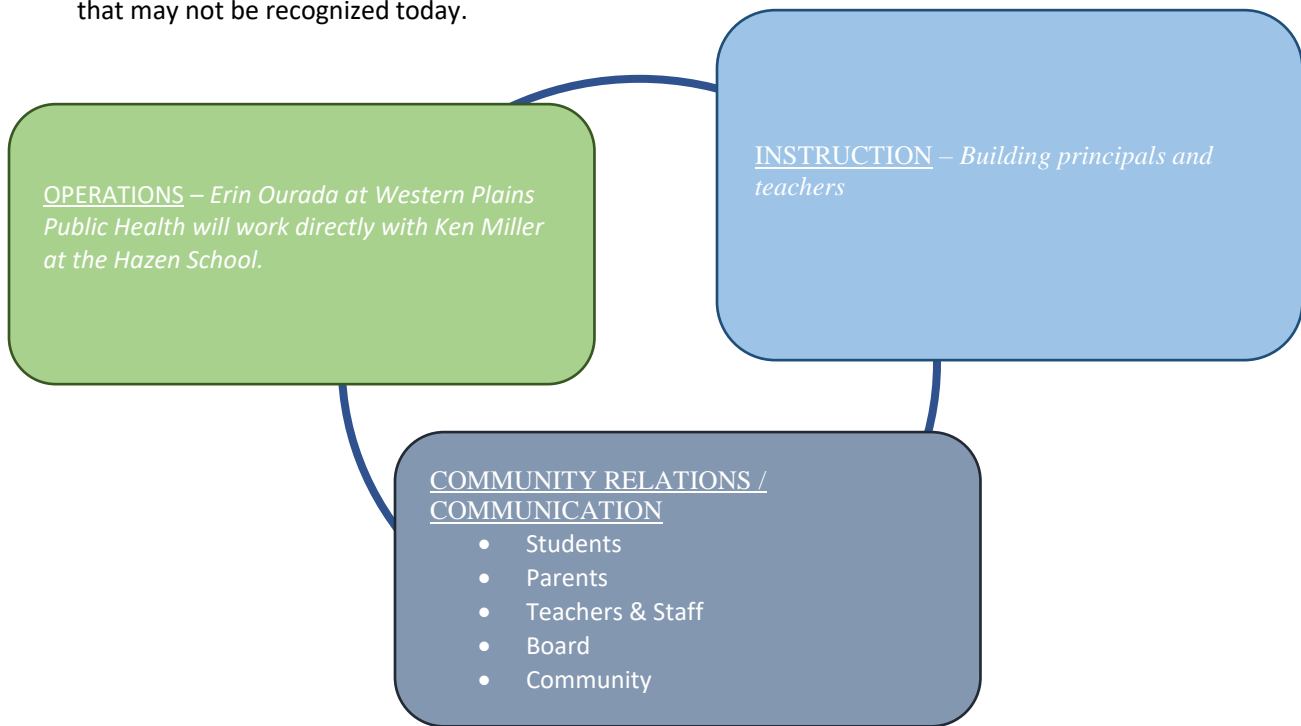 that may not be recognized today.
OPERATIONS – Erin Ourada at Western Plains
Public Health will work directly with Ken Miller
at the Hazen School.
INSTRUCTION – Building principals and
teachers
COMMUNITY RELATIONS /
COMMUNICATION
• Students
• Parents
• Teachers & Staff
• Board
• Community